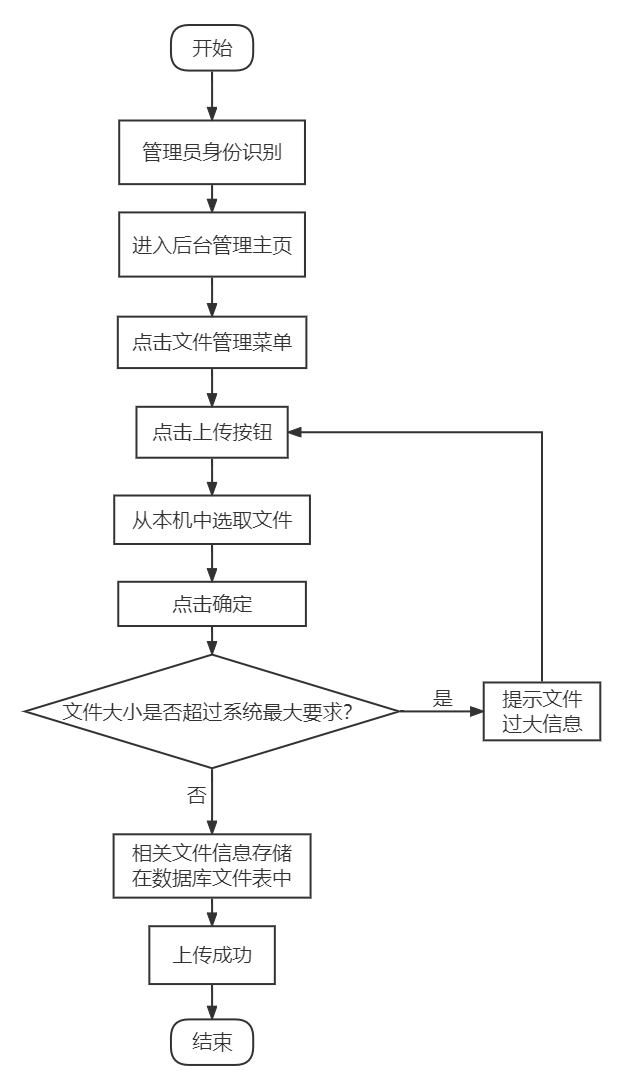 开始
管理员身份识别
进入后台管理主页
点击文件管理菜单
点击上传按钮
从本机中选取文件
点击确定
文件大小是否超过系统最大要求?
是
提示文件
过大信息
否
相关文件信息存储
在数据库文件表中
上传成功
结束